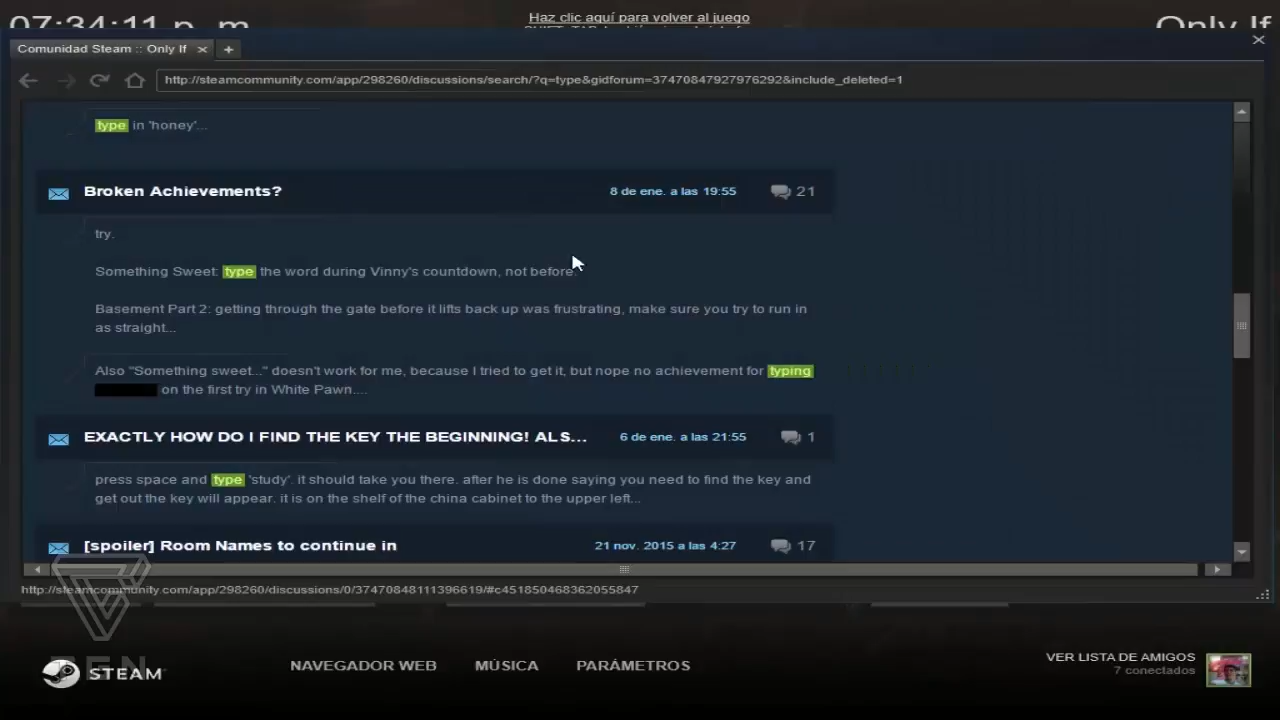 07:34:11 p. m.
Haz clic aquí para volver al juego
Only If
Comunidad Steam :: Only If
http://steamcommunity.com/app/298260/discussions/search/?q=type&gidforum=37470847927976292&include_deleted=1
type in 'honey'...
Broken Achievements? 8 de ene. a las 19:55 21
try.
Something Sweet: type the word during Vinny's countdown, not before.
Basement Part 2: getting through the gate before it lifts back up was frustrating, make sure you try to run in
as straight...
Also "Something sweet..." doesn't work for me, because I tried to get it, but nope no achievement for typing
on the first try in White Pawn....
EXACTLY HOW DO I FIND THE KEY THE BEGINNING! ALS... 6 de ene. a las 21:55 1
press space and type 'study'. it should take you there. after he is done saying you need to find the key and
get out the key will appear. it is on the shelf of the china cabinet to the upper left...
[spoiler] Room Names to continue in 21 nov. 2015 a las 4:27 17
http://steamcommunity.com/app/298260/discussions/0/37470848111396619/#c451850468362055847
ZEN
STEAM
NAVEGADOR WEB MÚSICA PARÁMETROS
VER LISTA DE AMIGOS
7 conectados